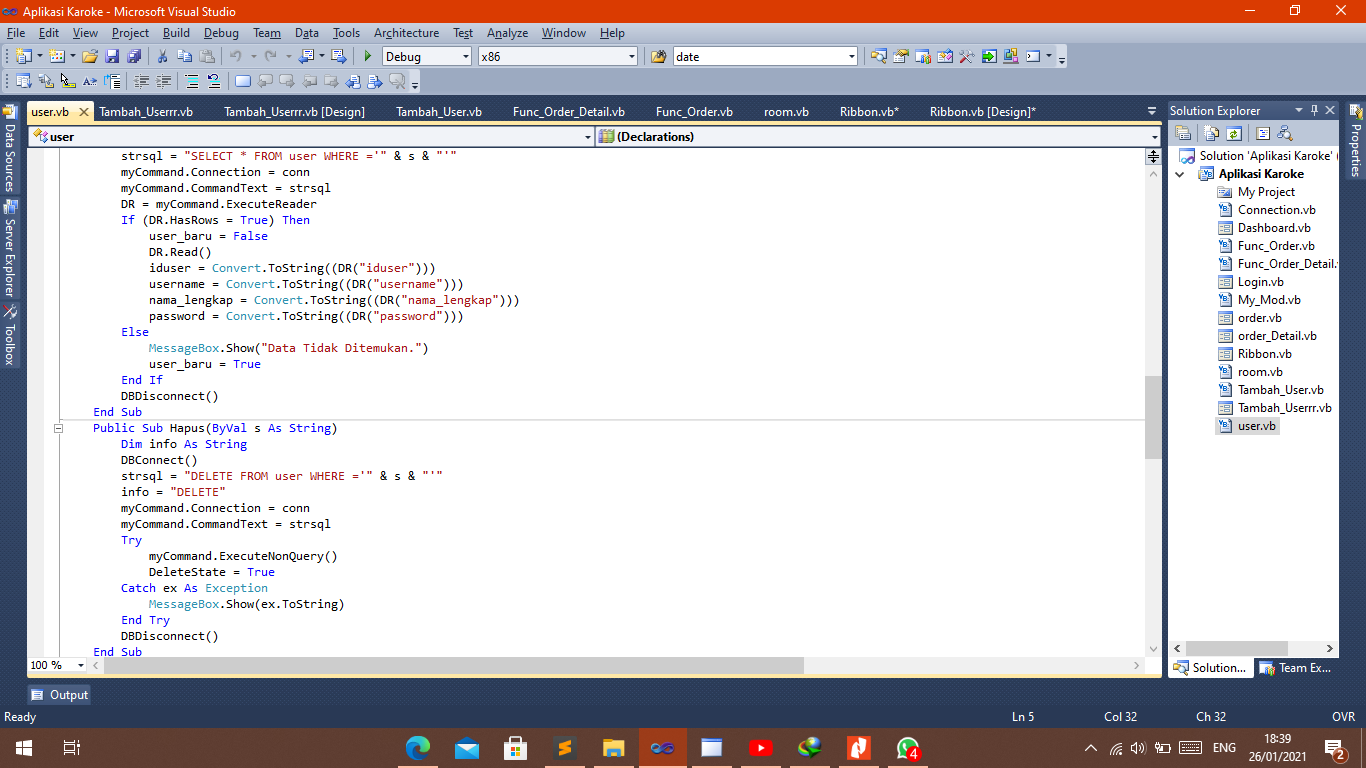 Aplikasi Karoke - Microsoft Visual Studio
File Edit View Project Build Debug Team Data Tools Architecture Test Analyze Window Help
Debug x86 date
user.vb Tambah_Userrr.vb Tambah_Userrr.vb [Design] Tambah_User.vb Func_Order_Detail.vb Func_Order.vb room.vb Ribbon.vb* Ribbon.vb [Design]*
user (Declarations)
Data Sources
Server Explorer
Toolbox
strsql = "SELECT * FROM user WHERE ='" & s & "'"
myCommand.Connection = conn
myCommand.CommandText = strsql
DR = myCommand.ExecuteReader
If (DR.HasRows = True) Then
user_baru = False
DR.Read()
iduser = Convert.ToString((DR("iduser")))
username = Convert.ToString((DR("username")))
nama_lengkap = Convert.ToString((DR("nama_lengkap")))
password = Convert.ToString((DR("password")))
Else
MessageBox.Show("Data Tidak Ditemukan.")
user_baru = True
End If
DBDisconnect()
End Sub
Public Sub Hapus(ByVal s As String)
Dim info As String
DBConnect()
strsql = "DELETE FROM user WHERE ='" & s & "'"
info = "DELETE"
myCommand.Connection = conn
myCommand.CommandText = strsql
Try
myCommand.ExecuteNonQuery()
DeleteState = True
Catch ex As Exception
MessageBox.Show(ex.ToString)
End Try
DBDisconnect()
End Sub
100 %
Solution Explorer
Solution 'Aplikasi Karoke' (
Aplikasi Karoke
My Project
Connection.vb
Dashboard.vb
Func_Order.vb
Func_Order_Detail.
Login.vb
My_Mod.vb
order.vb
order_Detail.vb
Ribbon.vb
room.vb
Tambah_User.vb
Tambah_Userrr.vb
user.vb
Solution... Team Ex...
Properties
Output
Ready Ln 5 Col 32 Ch 32 OVR
4
ENG
18:39
26/01/2021
2